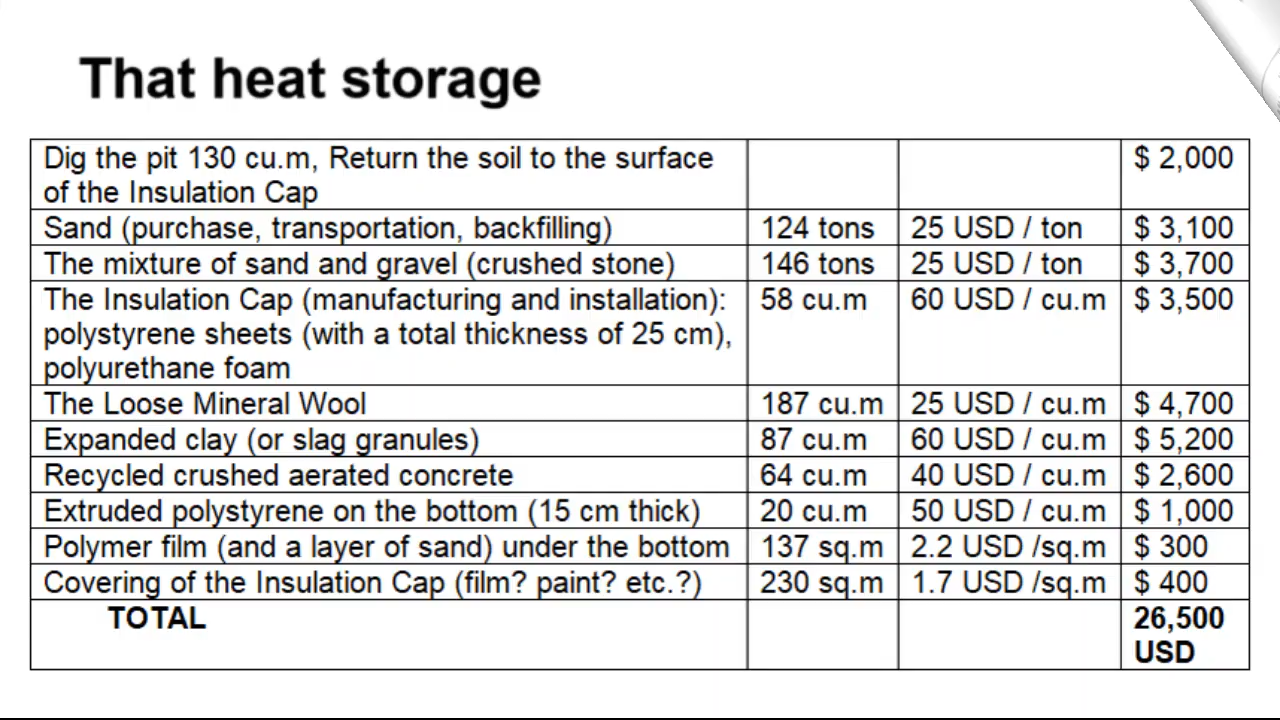 That heat storage
Dig the pit 130 cu.m, Return the soil to the surface
of the Insulation Cap
$ 2,000
Sand (purchase, transportation, backfilling) 124 tons 25 USD / ton $ 3,100
The mixture of sand and gravel (crushed stone) 146 tons 25 USD / ton $ 3,700
The Insulation Cap (manufacturing and installation): 58 cu.m 60 USD / cu.m $ 3,500
polystyrene sheets (with a total thickness of 25 cm),
polyurethane foam
The Loose Mineral Wool 187 cu.m 25 USD / cu.m $ 4,700
Expanded clay (or slag granules) 87 cu.m 60 USD / cu.m $ 5,200
Recycled crushed aerated concrete 64 cu.m 40 USD / cu.m $ 2,600
Extruded polystyrene on the bottom (15 cm thick) 20 cu.m 50 USD / cu.m $ 1,000
Polymer film (and a layer of sand) under the bottom 137 sq.m 2.2 USD /sq.m $ 300
Covering of the Insulation Cap (film? paint? etc.?) 230 sq.m 1.7 USD /sq.m $ 400
TOTAL 26,500
USD